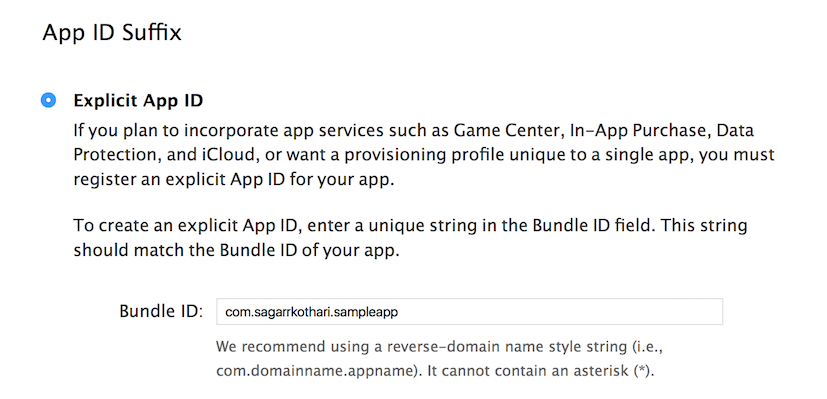 App ID Suffix
Explicit App ID
If you plan to incorporate app services such as Game Center, In-App Purchase, Data
Protection, and iCloud, or want a provisioning profile unique to a single app, you must
register an explicit App ID for your app.
To create an explicit App ID, enter a unique string in the Bundle ID field. This string
should match the Bundle ID of your app.
Bundle ID: com.sagarrkothari.sampleapp
We recommend using a reverse-domain name style string (i.e.,
com.domainname.appname). It cannot contain an asterisk (*).